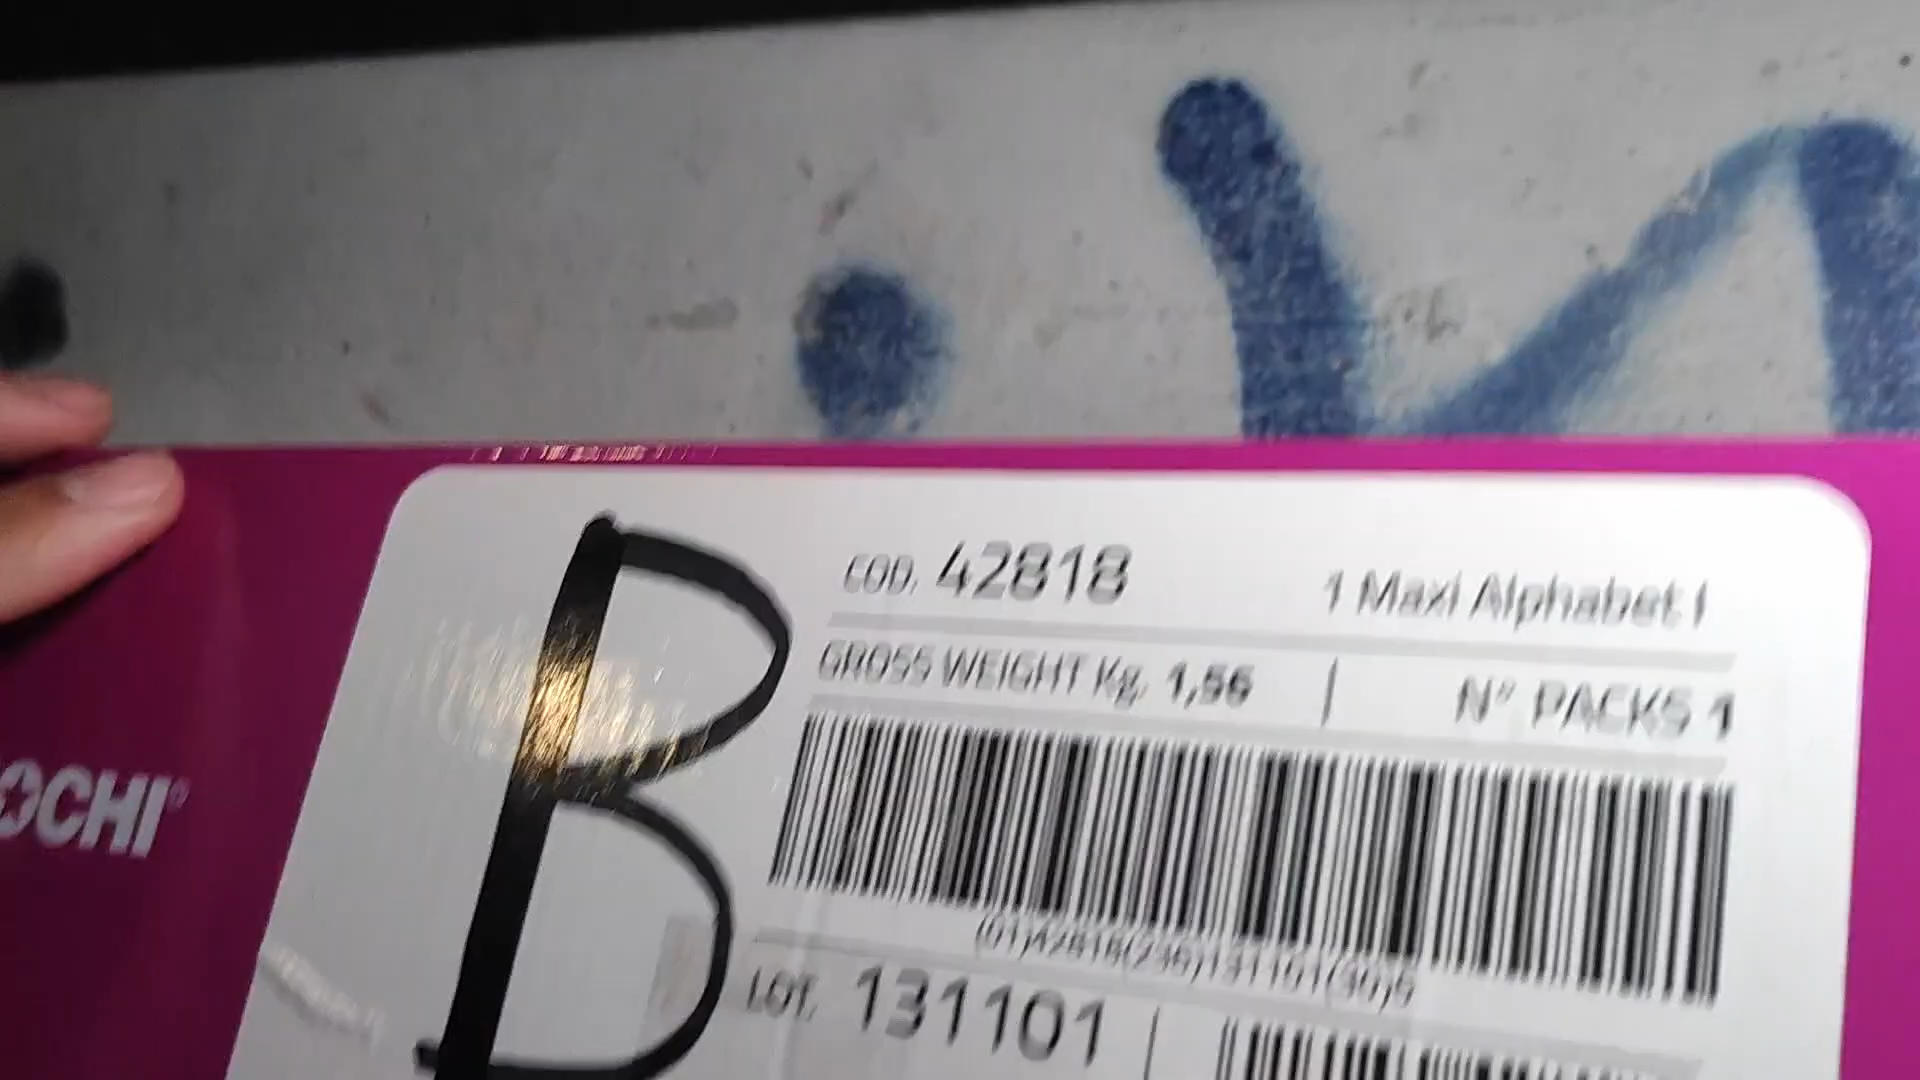 B
COD. 42818
1 Maxi Alphabet I
GROSS WEIGHT Kg. 1,56
N° PACKS 1
LOT. 131101
OCHI®